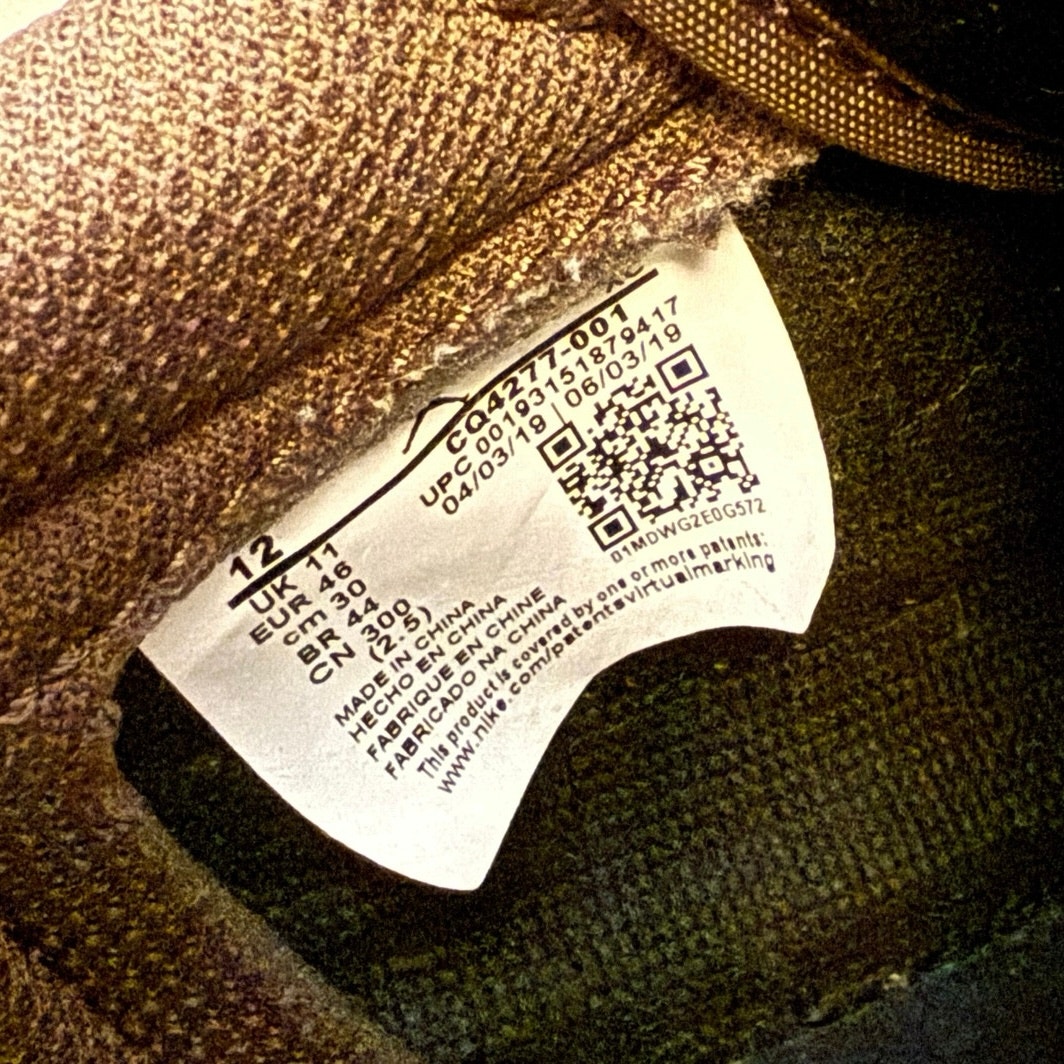 12
UK 11
EUR 46
cm 30
BR 44
CN 300
(2.5)
CQ4277-001
UPC 00193151879417
04/03/19 | 06/03/19
01MDWG2E0G572
MADE IN CHINA
HECHO EN CHINA
FABRIQUE EN CHINE
FABRICADO NA CHINA
This product is covered by one or more patents:
www.nike.com/patentsvirtualmarking